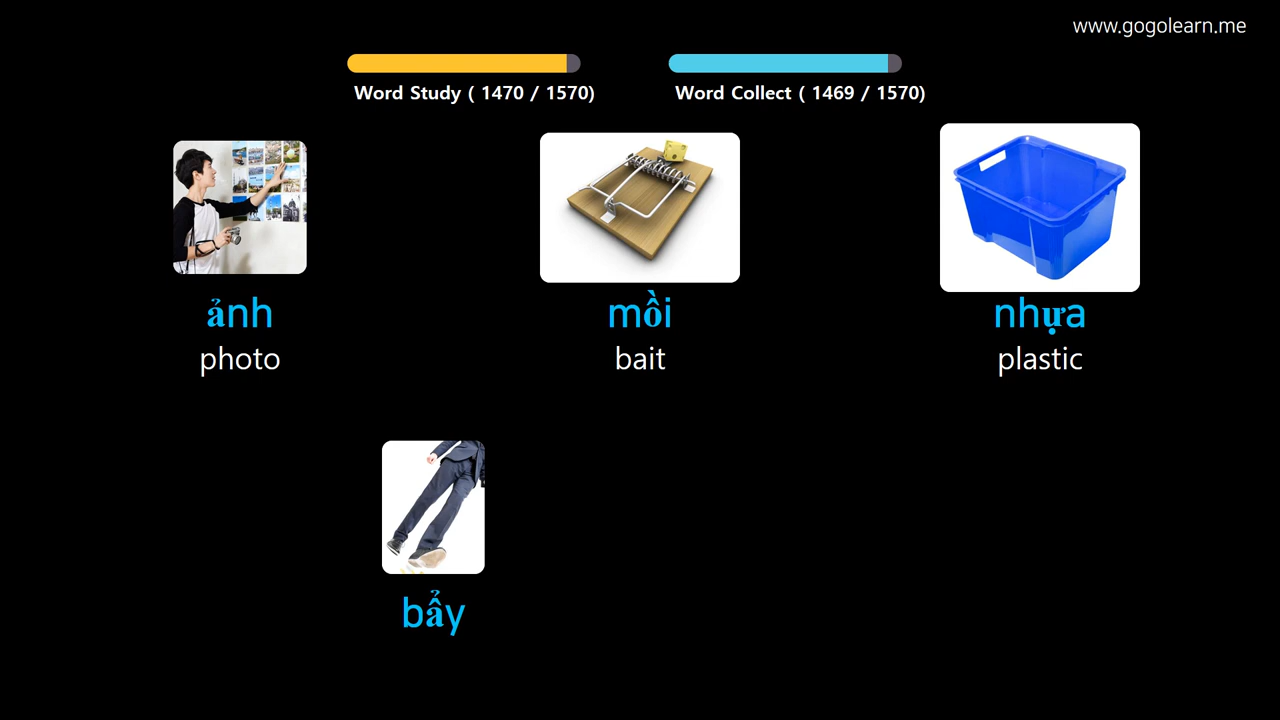 www.gogolearn.me
Word Study ( 1470 / 1570)
Word Collect ( 1469 / 1570)
ảnh
mồi
nhựa
photo
bait
plastic
bẩy